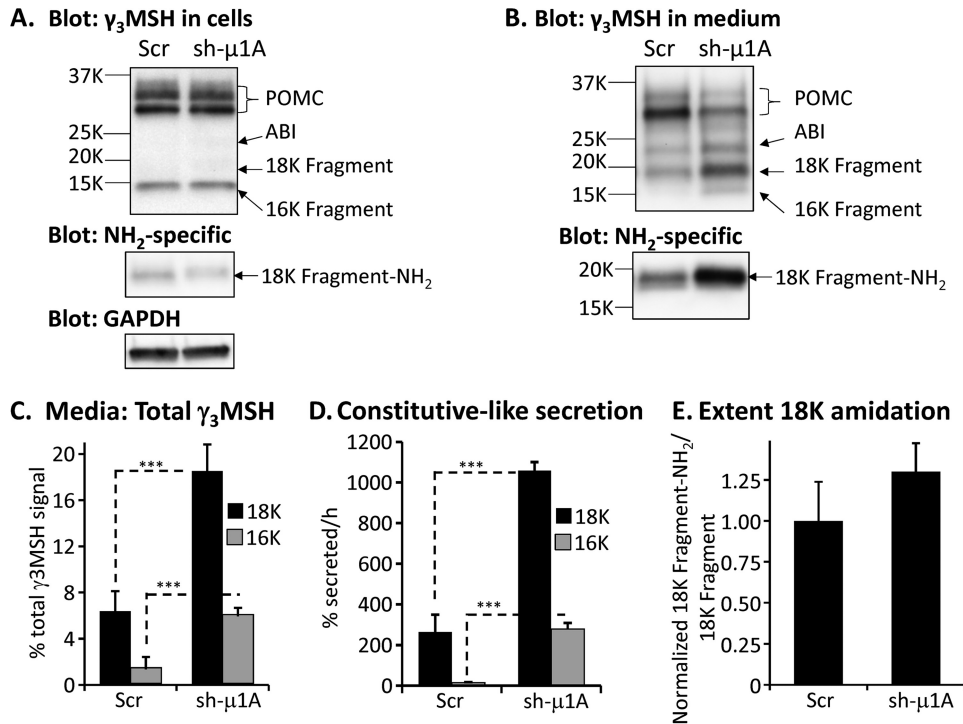 A. Blot: γ₃MSH in cells
Scr sh-μ1A
37K
POMC
25K
ABI
20K
18K Fragment
15K
16K Fragment
Blot: NH₂-specific
18K Fragment-NH₂
Blot: GAPDH
B. Blot: γ₃MSH in medium
Scr sh-μ1A
37K
POMC
25K
ABI
20K
18K Fragment
15K
16K Fragment
Blot: NH₂-specific
20K
18K Fragment-NH₂
15K
C. Media: Total γ₃MSH
% total γ3MSH signal
20
16
12
8
4
0
***
***
18K
16K
Scr sh-μ1A
D. Constitutive-like secretion
% secreted/h
1200
1000
800
600
400
200
0
***
***
18K
16K
Scr sh-μ1A
E. Extent 18K amidation
Normalized 18K Fragment-NH₂/
18K Fragment
1.25
1.00
0.75
0.50
0.25
0
Scr sh-μ1A